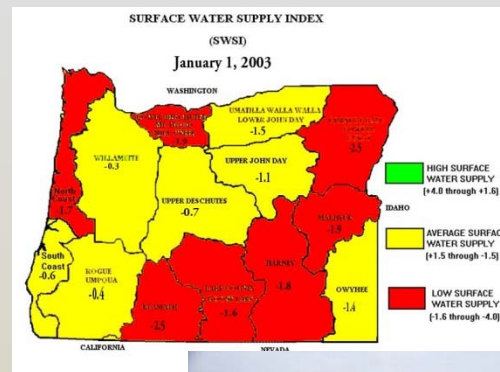 SURFACE WATER SUPPLY INDEX
(SWSI)
January 1, 2003
WASHINGTON
UMATILLA WALLA WALLA
LOWER JOHN DAY
-1.5
WILLAMETTE
-0.3
UPPER JOHN DAY
-1.1
UPPER DESCHUTES
-0.7
North
Coast
-1.7
MALHEUR
-1.9
HARNEY
-1.8
South
Coast
-0.6
ROGUE
UMPQUA
-0.4
KLAMATH
-2.5
-1.6
OWYHEE
-1.4
IDAHO
CALIFORNIA
NEVADA
HIGH SURFACE
WATER SUPPLY
(+4.0 through +1.6)
AVERAGE SURFAC
WATER SUPPLY
(+1.5 through -1.5)
LOW SURFACE
WATER SUPPLY
(-1.6 through -4.0)